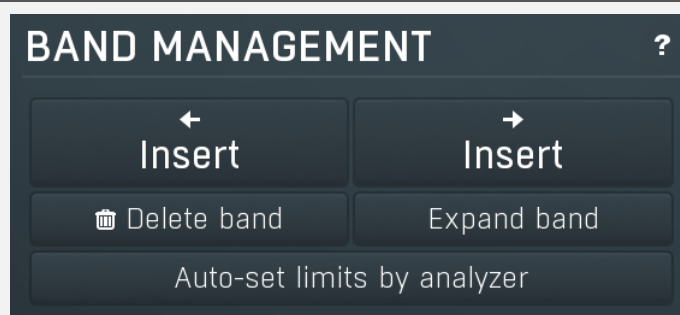 BAND MANAGEMENT ?
← →
Insert Insert
Delete band Expand band
Auto-set limits by analyzer